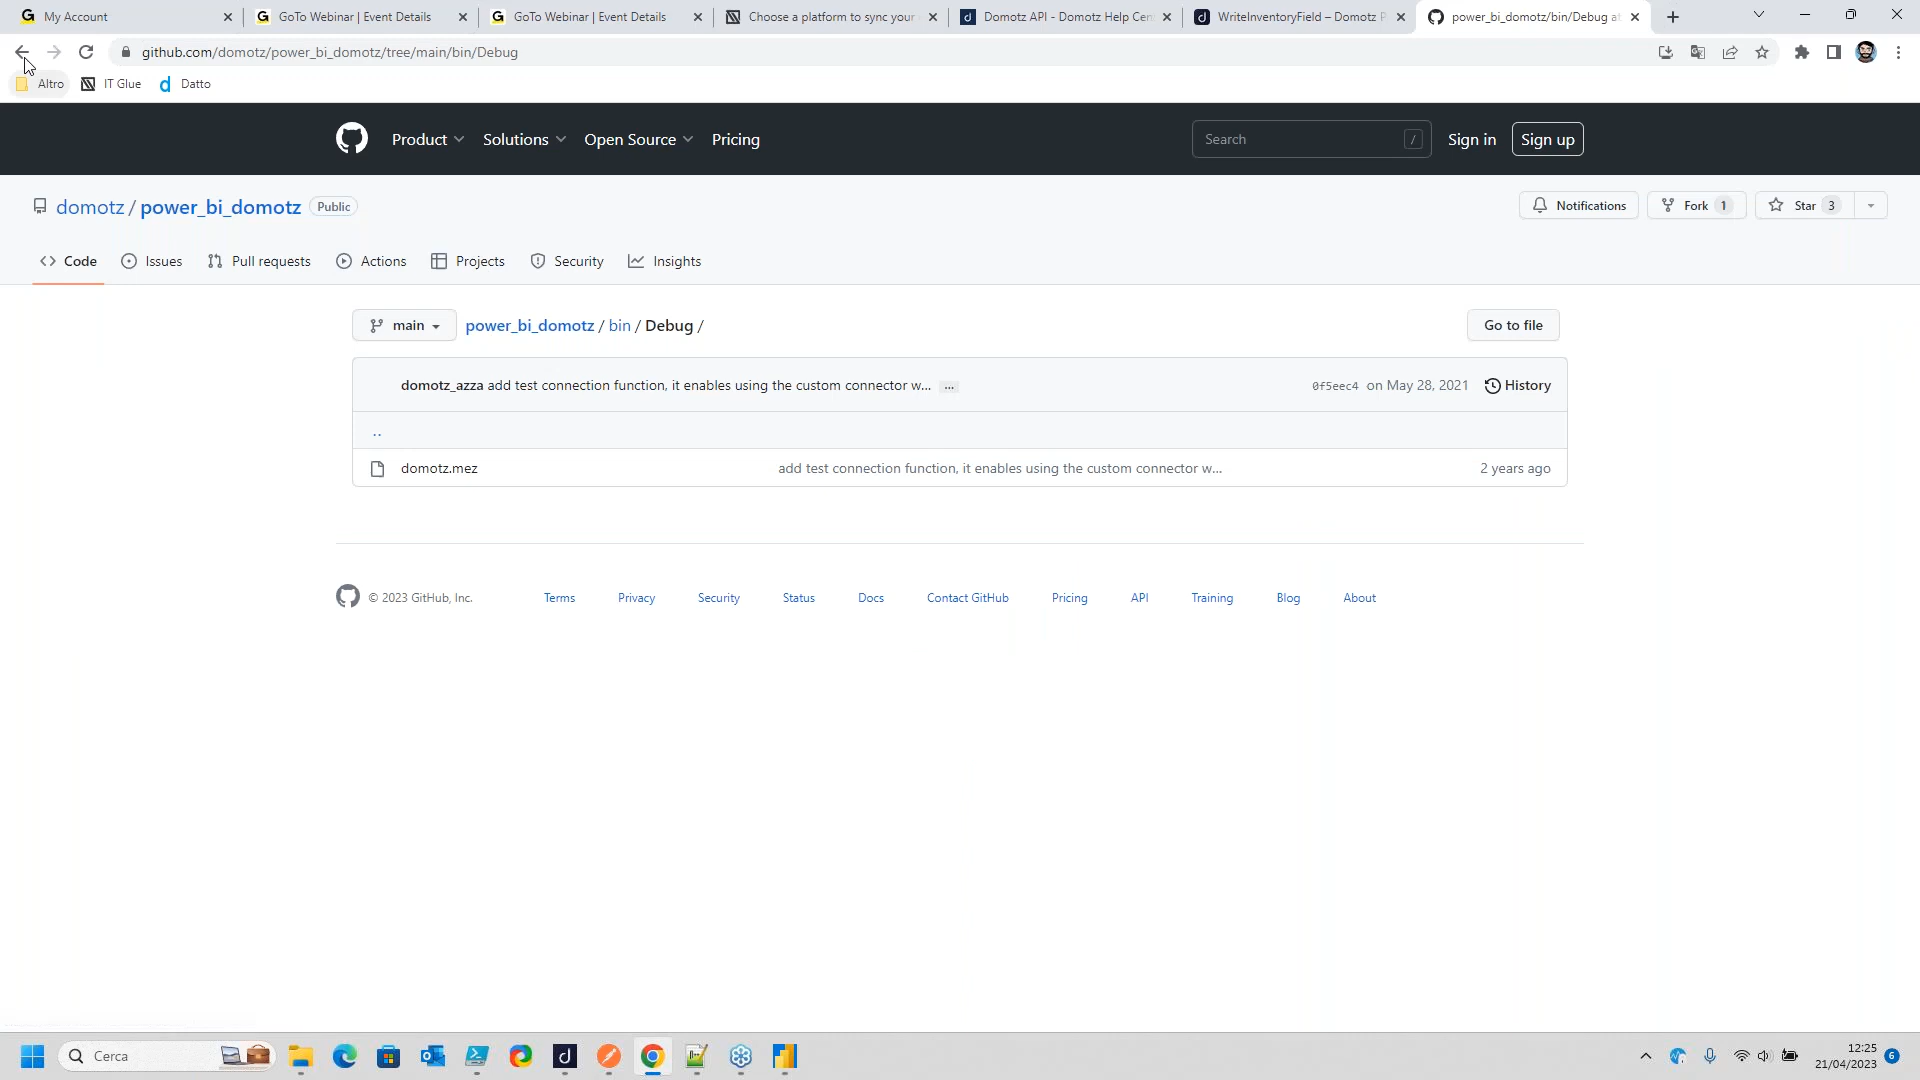 My Account
GoTo Webinar | Event Details
GoTo Webinar | Event Details
Choose a platform to sync your
Domotz API - Domotz Help Cen
WriteInventoryField – Domotz P
power_bi_domotz/bin/Debug at
github.com/domotz/power_bi_domotz/tree/main/bin/Debug
Altro
IT Glue
Datto
Product
Solutions
Open Source
Pricing
Search /
Sign in
Sign up
domotz / power_bi_domotz Public
Notifications
Fork 1
Star 3
Code
Issues
Pull requests
Actions
Projects
Security
Insights
main
power_bi_domotz / bin / Debug /
Go to file
domotz_azza add test connection function, it enables using the custom connector w... ...
0f5eec4 on May 28, 2021 History
..
domotz.mez add test connection function, it enables using the custom connector w... 2 years ago
© 2023 GitHub, Inc.
Terms
Privacy
Security
Status
Docs
Contact GitHub
Pricing
API
Training
Blog
About
Cerca
12:25
21/04/2023
6